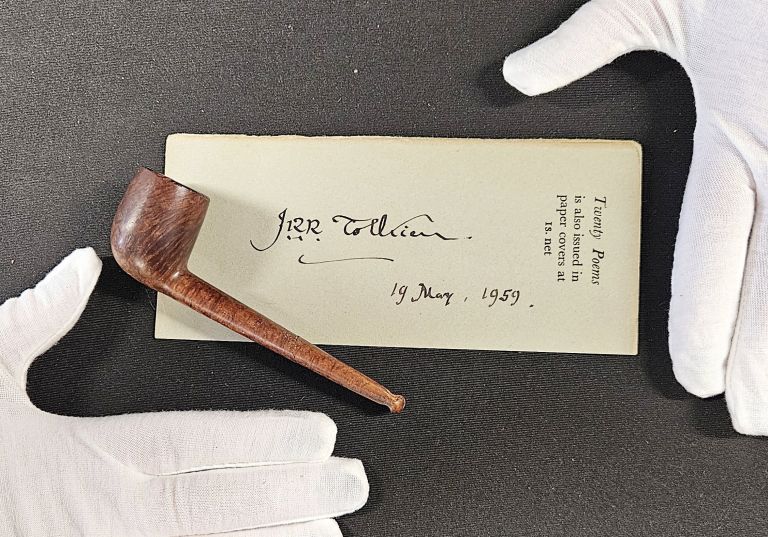 JRR Tolkien.
19 May, 1959.
Twenty Poems
is also issued in
paper covers at
1s. net